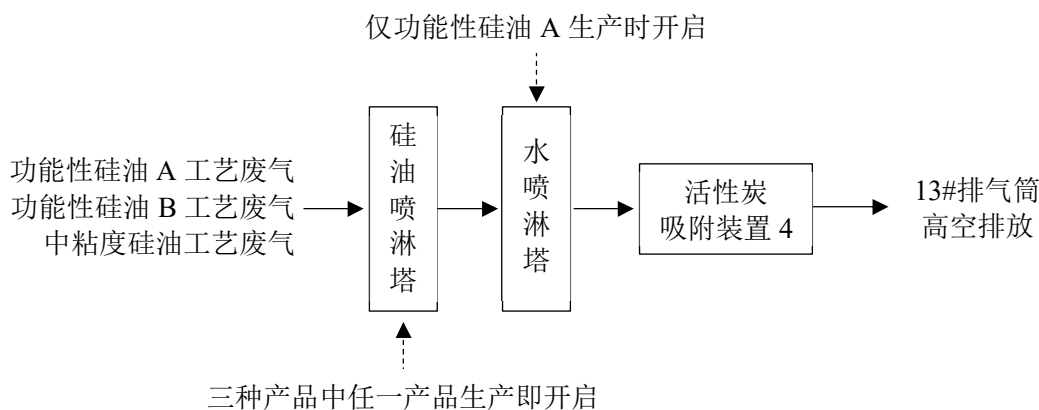 仅功能性硅油 A 生产时开启
功能性硅油 A 工艺废气
功能性硅油 B 工艺废气
中粘度硅油工艺废气
硅油喷淋塔
水喷淋塔
活性炭
吸附装置 4
13#排气筒
高空排放
三种产品中任一产品生产即开启